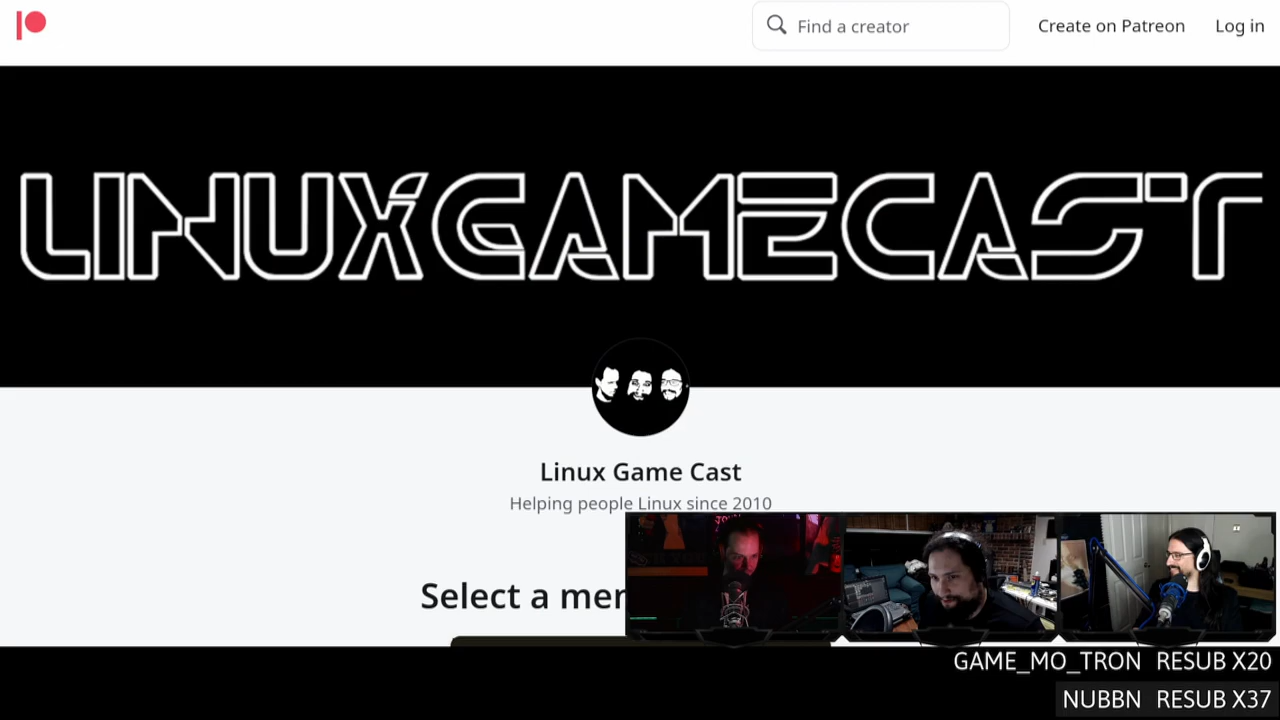 Find a creator
Create on Patreon
Log in
LINUXGAMECAST
Linux Game Cast
Helping people Linux since 2010
Select a mem
GAME_MO_TRON RESUB X20
NUBBN RESUB X37